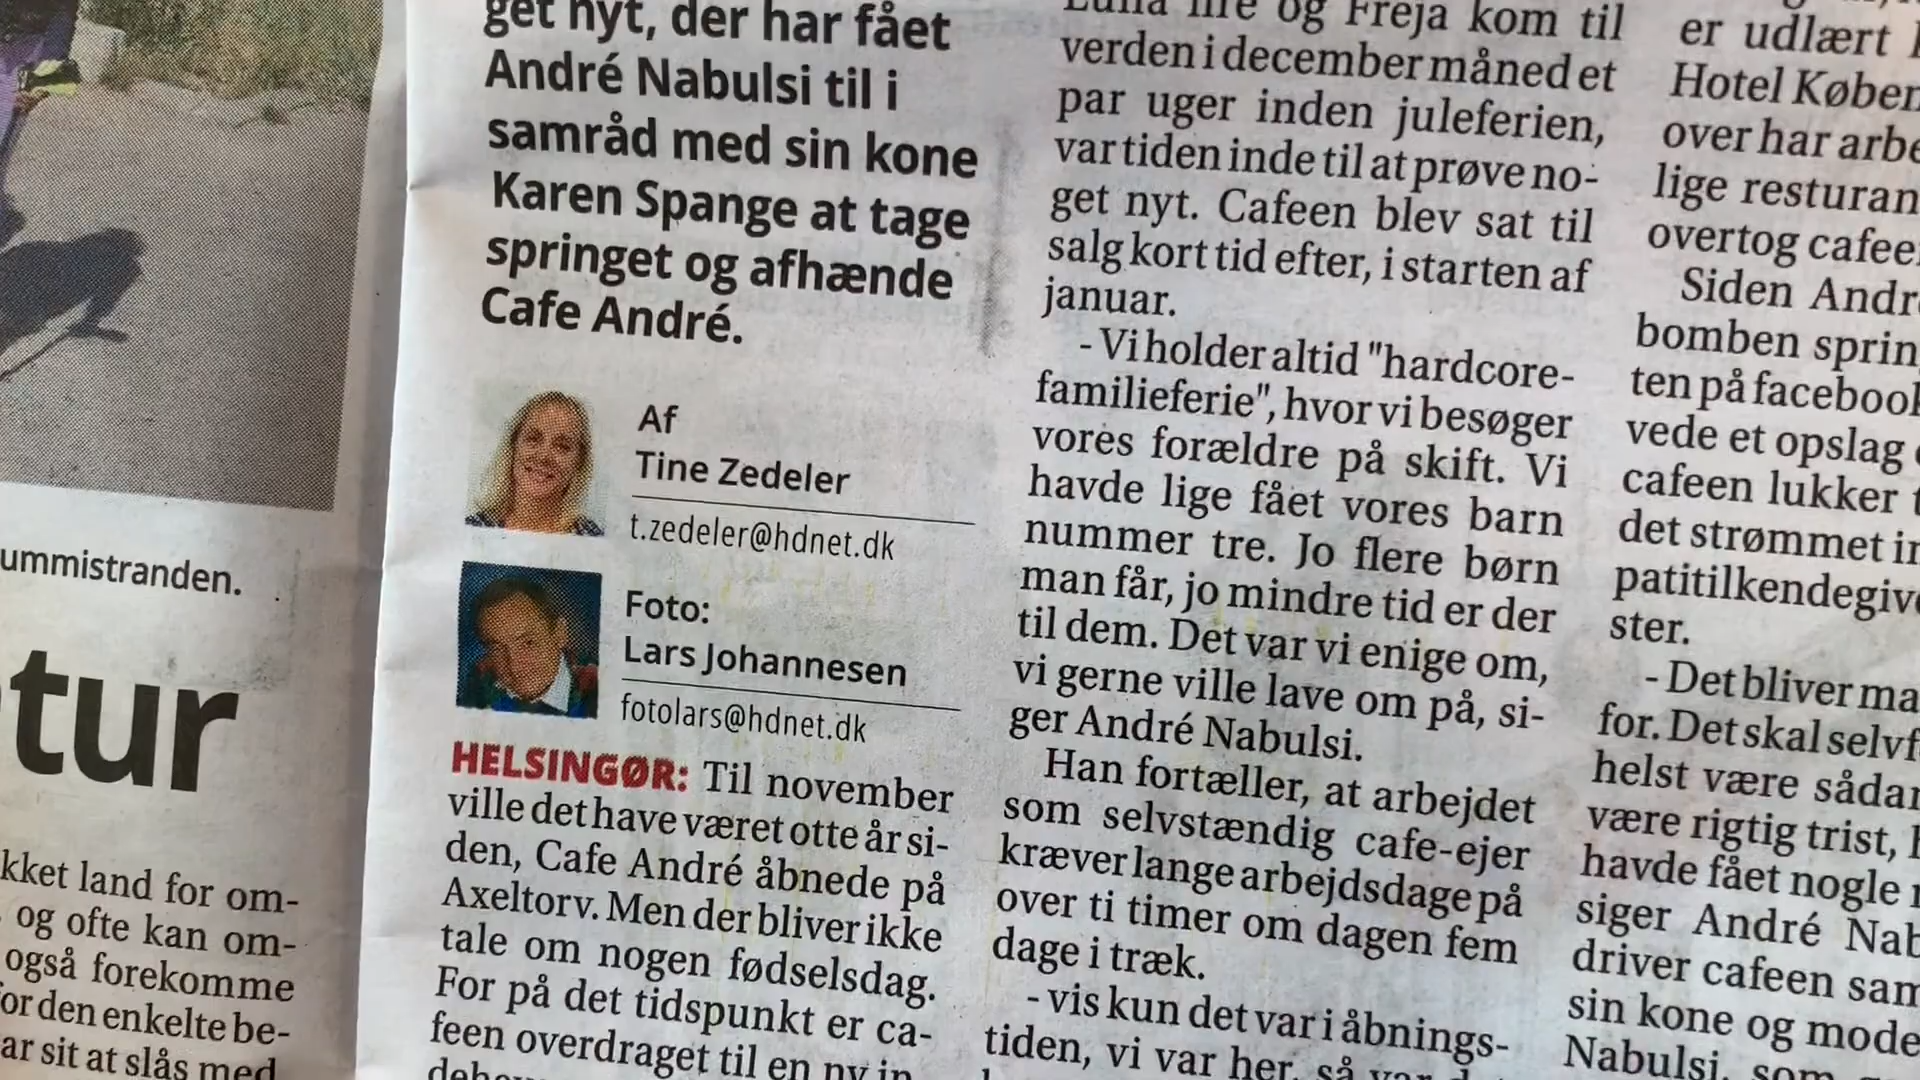 ummistranden.
tur
kket land for om-
og ofte kan om-
også forekomme
or den enkelte be-
ar sit at slås med
get nyt, der har fået
André Nabulsi til i
samråd med sin kone
Karen Spange at tage
springet og afhænde
Cafe André.
Af
Tine Zedeler
t.zedeler@hdnet.dk
Foto:
Lars Johannesen
fotolars@hdnet.dk
HELSINGØR: Til november
ville det have været otte år si-
den, Cafe André åbnede på
Axeltorv. Men der bliver ikke
tale om nogen fødselsdag.
For på det tidspunkt er ca-
feen overdraget til en ny in
og Freja kom til
verden i december måned et
par uger inden juleferien,
var tiden inde til at prøve no-
get nyt. Cafeen blev sat til
salg kort tid efter, i starten af
januar.
- Vi holder altid "hardcore-
familieferie", hvor vi besøger
vores forældre på skift. Vi
havde lige fået vores barn
nummer tre. Jo flere børn
man får, jo mindre tid er der
til dem. Det var vi enige om,
vi gerne ville lave om på, si-
ger André Nabulsi.
Han fortæller, at arbejdet
som selvstændig cafe-ejer
kræver lange arbejdsdage på
over ti timer om dagen fem
dage i træk.
- vis kun det var i åbnings-
tiden, vi var her, så var
er udlært
Hotel Køben
over har arbe
lige resturan
overtog cafeen
Siden André
bomben sprin
ten på facebook
vede et opslag
cafeen lukker
det strømmet in
patitilkendegive
ster.
- Det bliver ma
for. Det skal selvf
helst være sådan
være rigtig trist,
havde fået nogle
siger André Nab
driver cafeen sam
sin kone og mode
Nabulsi, som